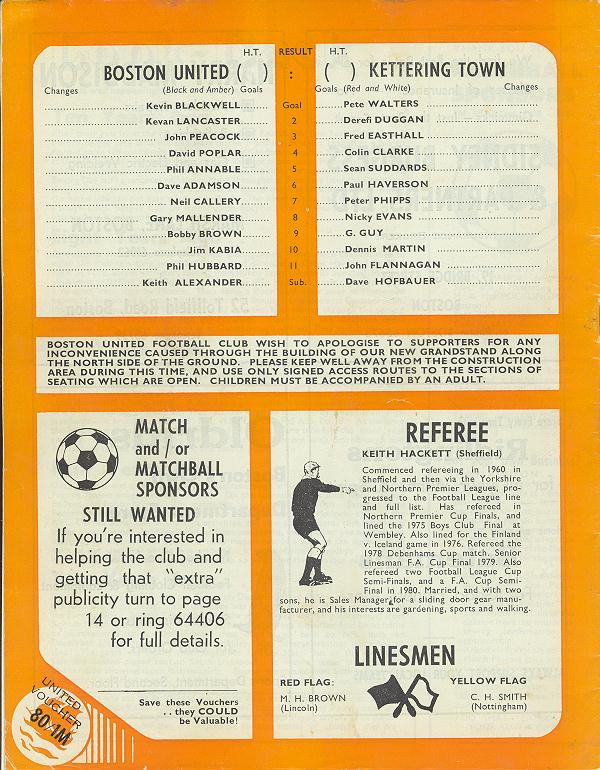 H.T. RESULT H.T.
BOSTON UNITED ( ) : ( ) KETTERING TOWN
Changes (Black and Amber) Goals Goals (Red and White) Changes
Kevin BLACKWELL Goal Pete WALTERS
Kevan LANCASTER 2 Derefi DUGGAN
John PEACOCK 3 Fred EASTHALL
David POPLAR 4 Colin CLARKE
Phil ANNABLE 5 Sean SUDDARDS
Dave ADAMSON 6 Paul HAVERSON
Neil CALLERY 7 Peter PHIPPS
Gary MALLENDER 8 Nicky EVANS
Bobby BROWN 9 G. GUY
Jim KABIA 10 Dennis MARTIN
Phil HUBBARD 11 John FLANNAGAN
Keith ALEXANDER Sub. Dave HOFBAUER
BOSTON UNITED FOOTBALL CLUB WISH TO APOLOGISE TO SUPPORTERS FOR ANY
INCONVENIENCE CAUSED THROUGH THE BUILDING OF OUR NEW GRANDSTAND ALONG
THE NORTH SIDE OF THE GROUND. PLEASE KEEP WELL AWAY FROM THE CONSTRUCTION
AREA DURING THIS TIME, AND USE ONLY SIGNED ACCESS ROUTES TO THE SECTIONS OF
SEATING WHICH ARE OPEN. CHILDREN MUST BE ACCOMPANIED BY AN ADULT.
MATCH
and / or
MATCHBALL
SPONSORS
STILL WANTED
If you're interested in
helping the club and
getting that "extra"
publicity turn to page
14 or ring 64406
for full details.
Save these Vouchers
. . they COULD
be Valuable!
UNITED
VOUCHER
80/1M
REFEREE
KEITH HACKETT (Sheffield)
Commenced refereeing in 1960 in
Sheffield and then via the Yorkshire
and Northern Premier Leagues, pro-
gressed to the Football League line
and full list. Has refereed in
Northern Premier Cup Finals, and
lined the 1975 Boys Club Final at
Wembley. Also lined for the Finland
v. Iceland game in 1976. Refereed the
1978 Debenhams Cup match. Senior
Linesman F.A. Cup Final 1979. Also
refereed two Football League Cup
Semi-Finals, and a F.A. Cup Semi-
Final in 1980. Married, and with two
sons, he is Sales Manager for a sliding door gear manu-
facturer, and his interests are gardening, sports and walking.
LINESMEN
RED FLAG: YELLOW FLAG
M. H. BROWN C. H. SMITH
(Lincoln) (Nottingham)